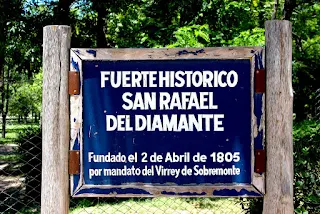 FUERTE HISTORICO
SAN RAFAEL
DEL DIAMANTE
Fundado el 2 de Abril de 1805
por mandato del Virrey de Sobremonte